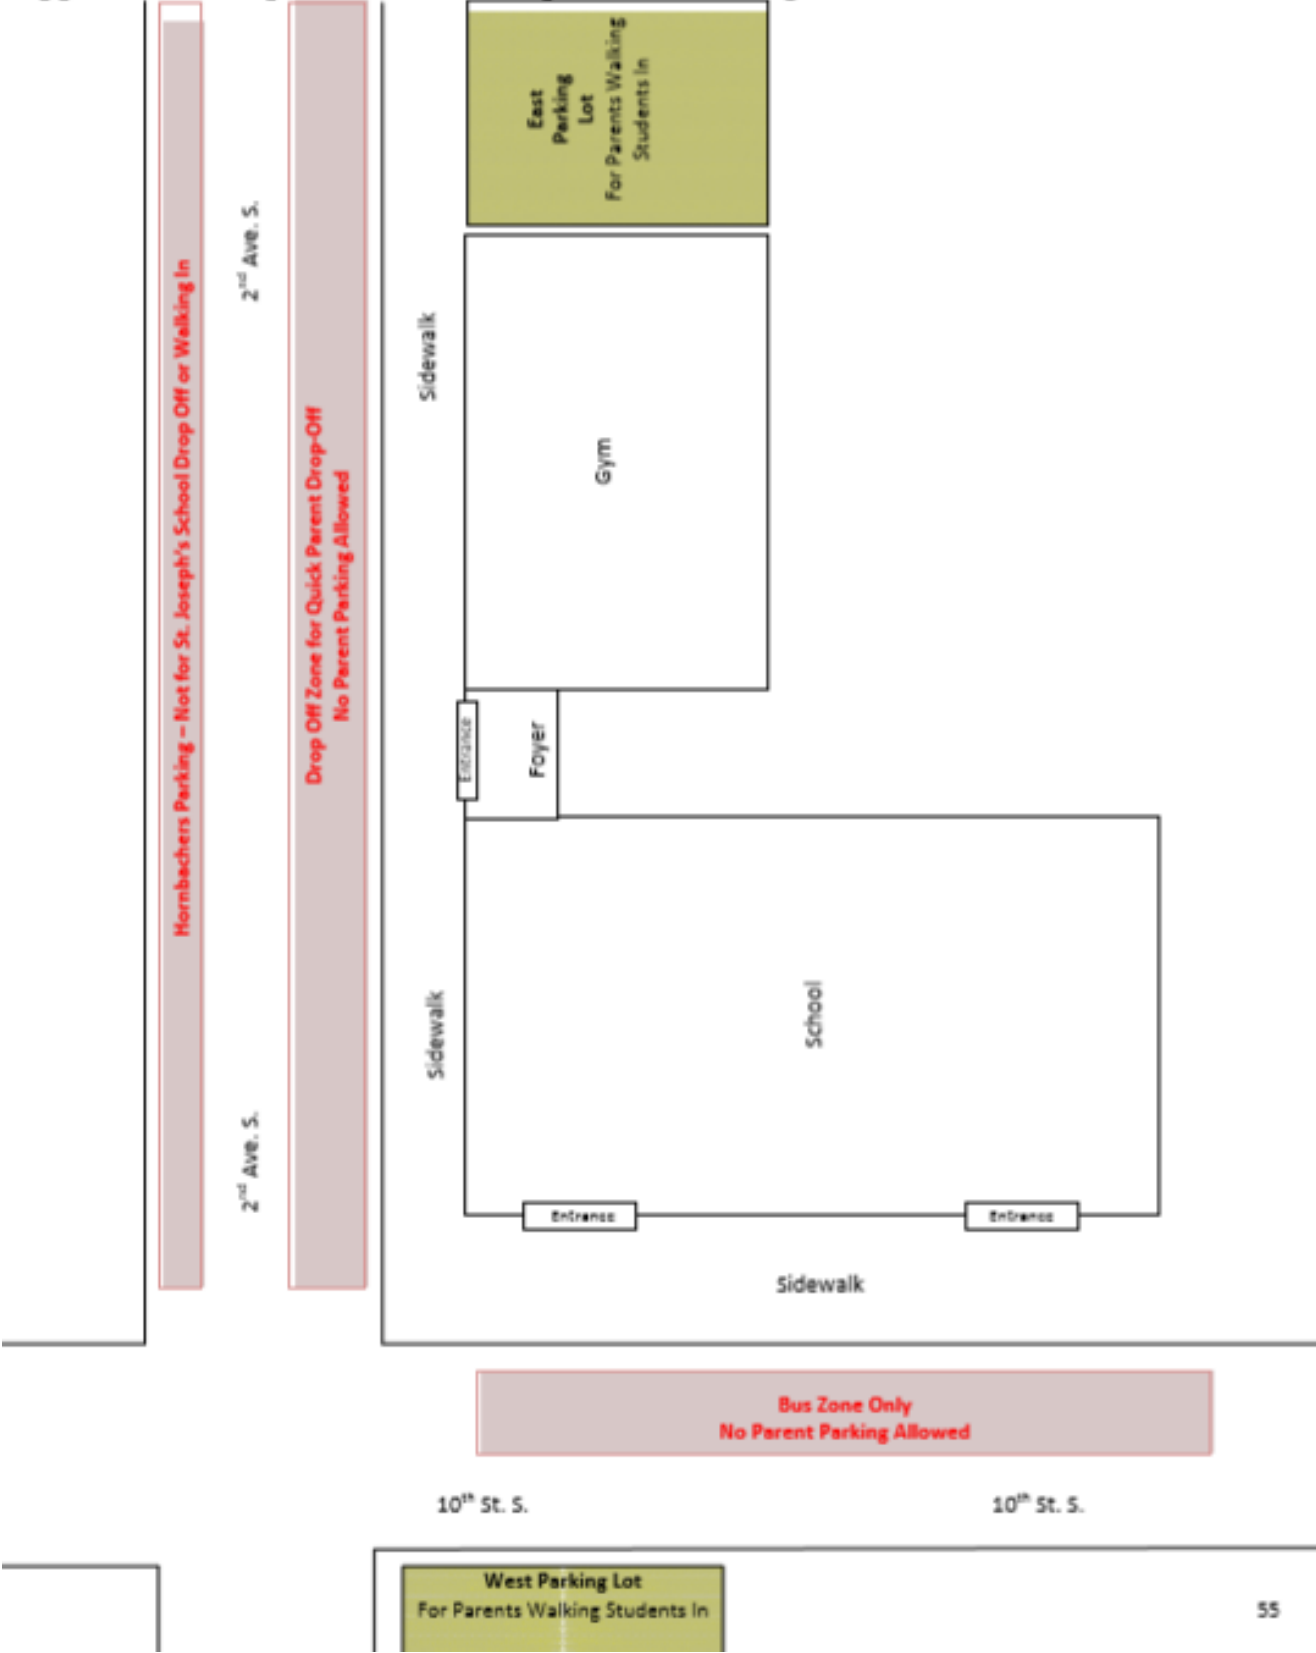 East
Parking
Lot
For Parents Walking
Students In
2nd Ave. S.
Hornbachers Parking – Not for St. Joseph's School Drop Off or Walking In
Drop Off Zone for Quick Parent Drop-Off
No Parent Parking Allowed
Sidewalk
Gym
Entrance
Foyer
Sidewalk
School
2nd Ave. S.
Entrance
Entrance
Sidewalk
Bus Zone Only
No Parent Parking Allowed
10th St. S.
10th St. S.
West Parking Lot
For Parents Walking Students In
55